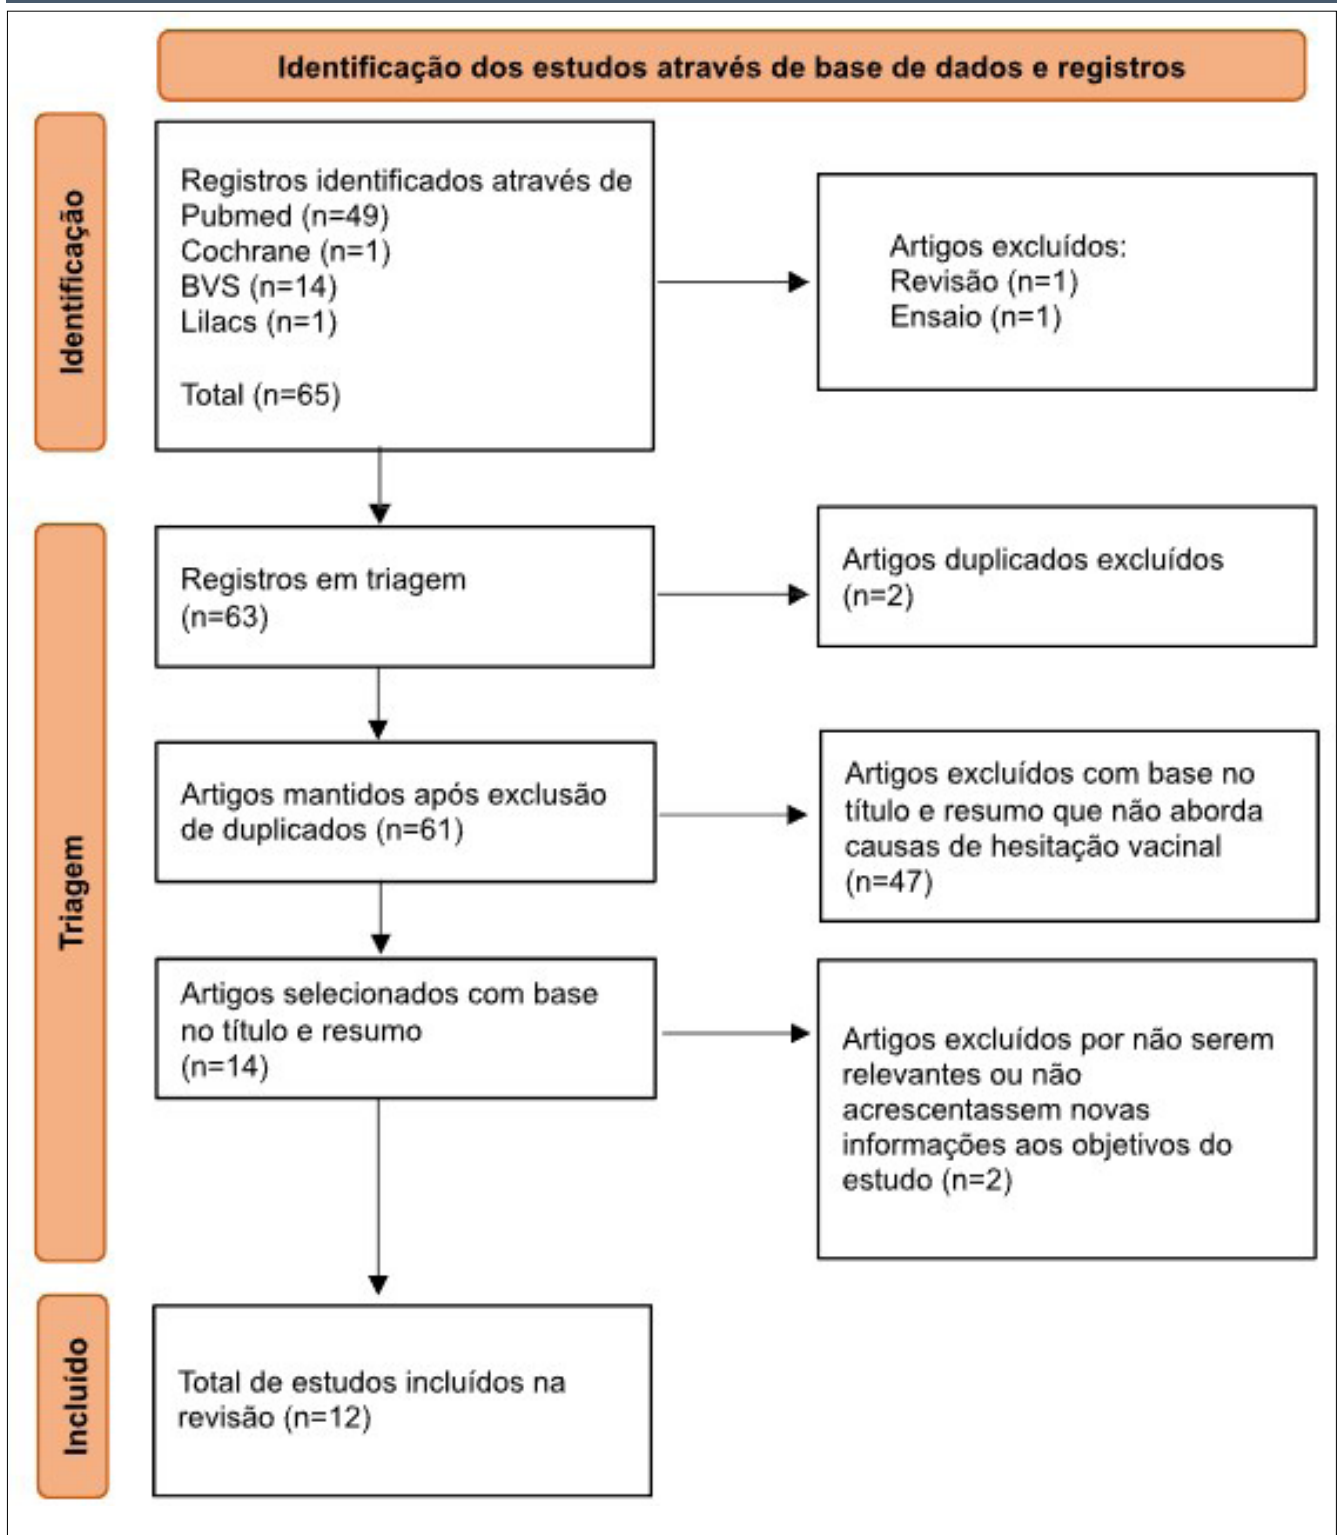 Identificação dos estudos através de base de dados e registros
Identificação
Registros identificados através de
Pubmed (n=49)
Cochrane (n=1)
BVS (n=14)
Lilacs (n=1)
Total (n=65)
Artigos excluídos:
Revisão (n=1)
Ensaio (n=1)
Triagem
Registros em triagem
(n=63)
Artigos duplicados excluídos
(n=2)
Artigos mantidos após exclusão
de duplicados (n=61)
Artigos excluídos com base no
título e resumo que não aborda
causas de hesitação vacinal
(n=47)
Artigos selecionados com base
no título e resumo
(n=14)
Artigos excluídos por não serem
relevantes ou não
acrescentassem novas
informações aos objetivos do
estudo (n=2)
Incluído
Total de estudos incluídos na
revisão (n=12)